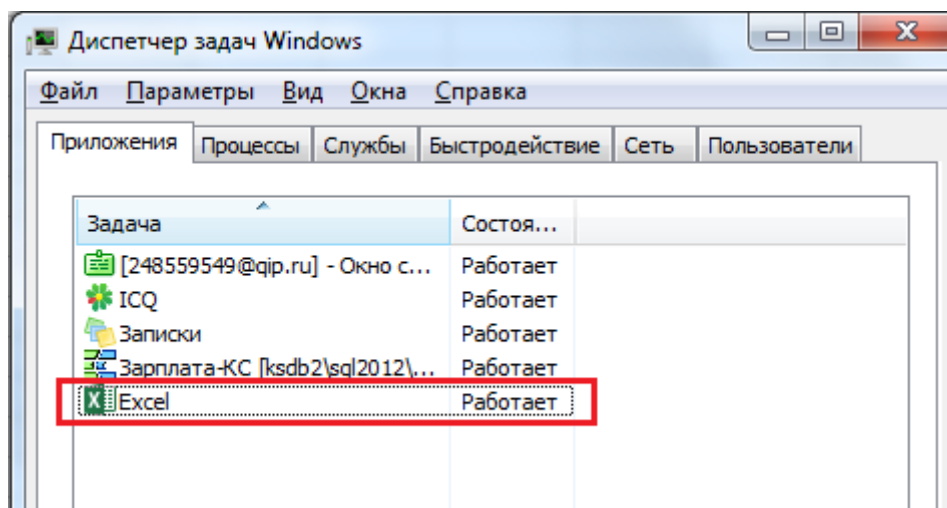 Диспетчер задач Windows
Файл Параметры Вид Окна Справка
Приложения Процессы Службы Быстродействие Сеть Пользователи
Задача Состоя...
[248559549@qip.ru] - Окно с... Работает
ICQ Работает
Записки Работает
Зарплата-КС [ksdb2\sql2012\... Работает
Excel Работает